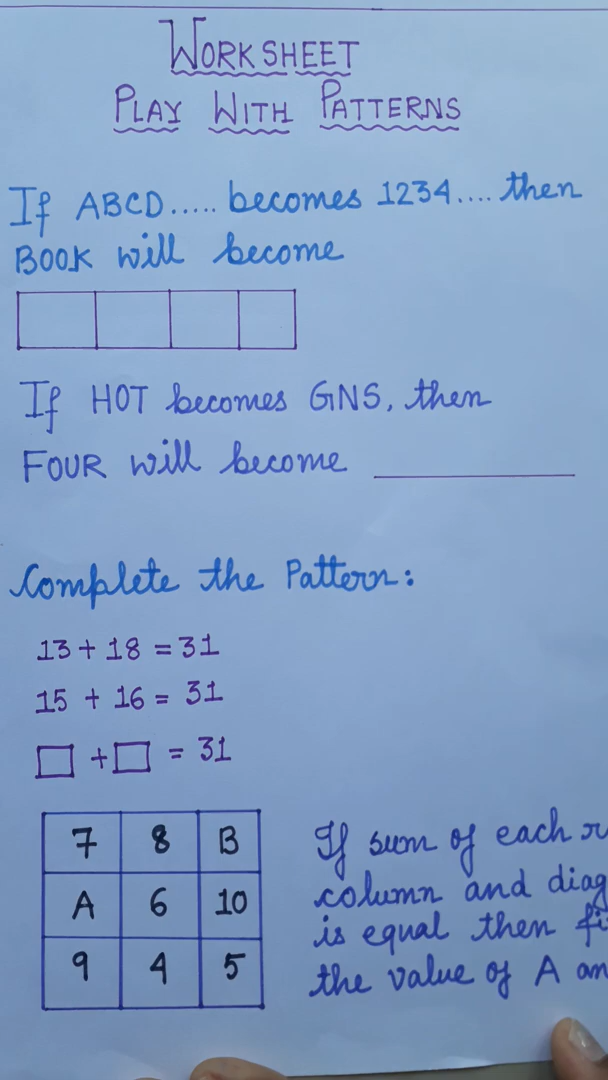 WORKSHEET
PLAY WITH PATTERNS
If ABCD..... becomes 1234.... then
BOOK will become
If HOT becomes GNS, then
FOUR will become
Complete the Pattern:
13 + 18 = 31
15 + 16 = 31
□ + □ = 31
7 8 B
A 6 10
9 4 5
If sum of each
column and
is equal then
the value of A